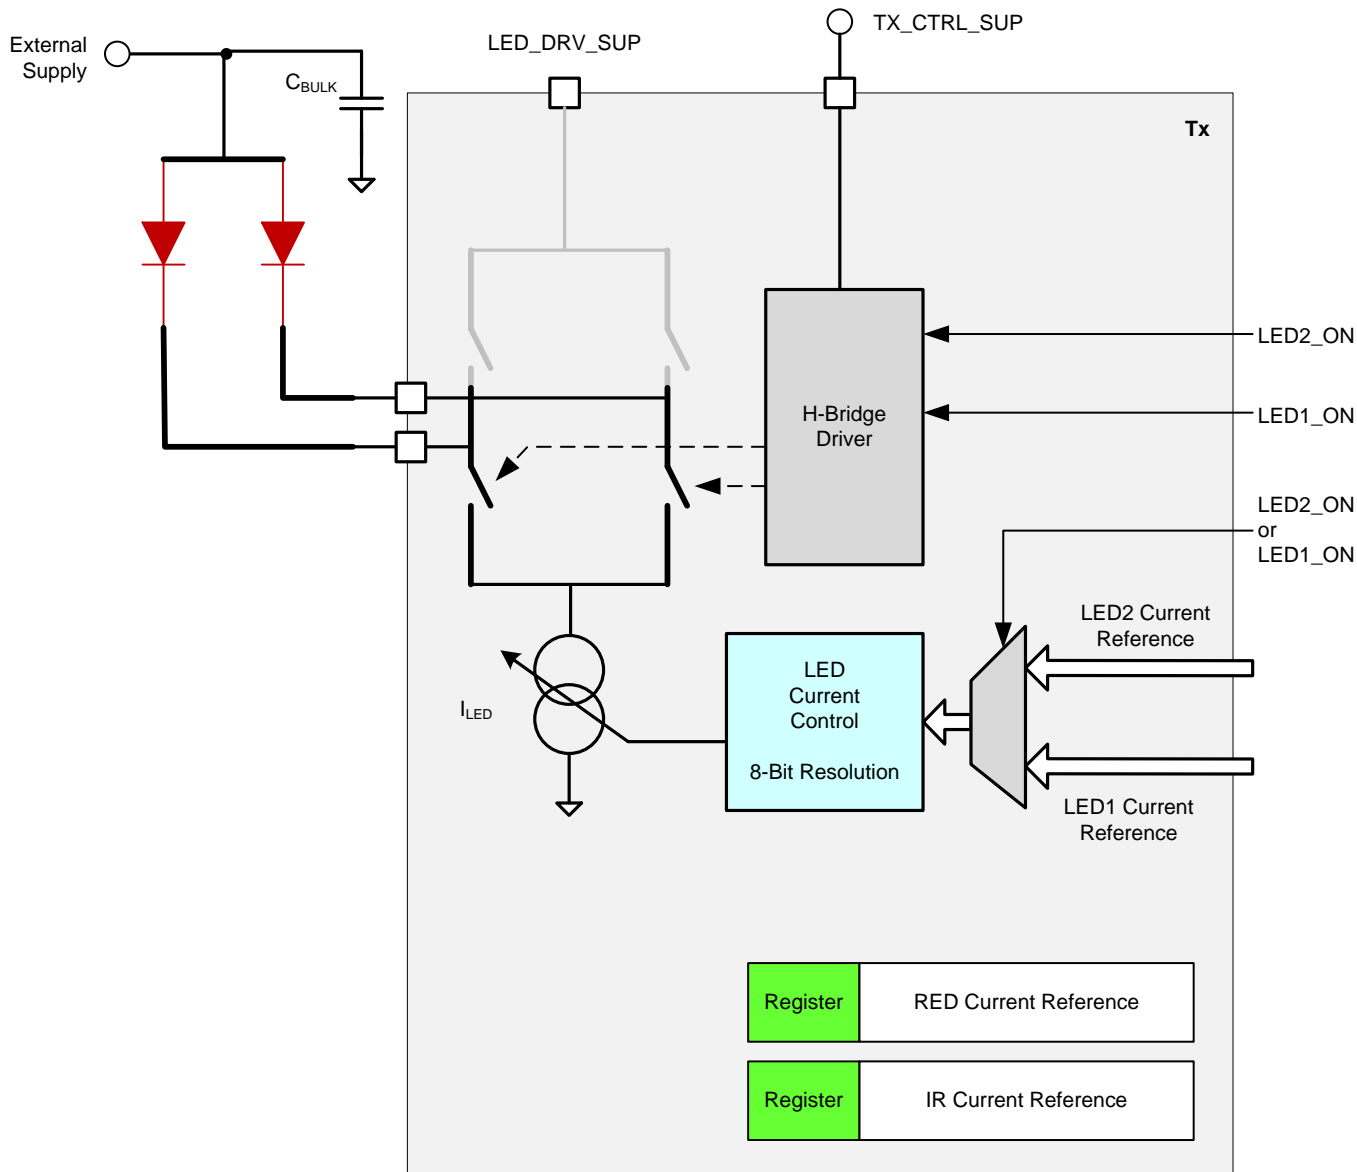 TX_CTRL_SUP
LED_DRV_SUP
External
Supply
CBULK
Tx
LED2_ON
LED1_ON
H-Bridge
Driver
LED2_ON
or
LED1_ON
LED2 Current
Reference
LED
Current
Control
8-Bit Resolution
ILED
LED1 Current
Reference
Register
RED Current Reference
Register
IR Current Reference